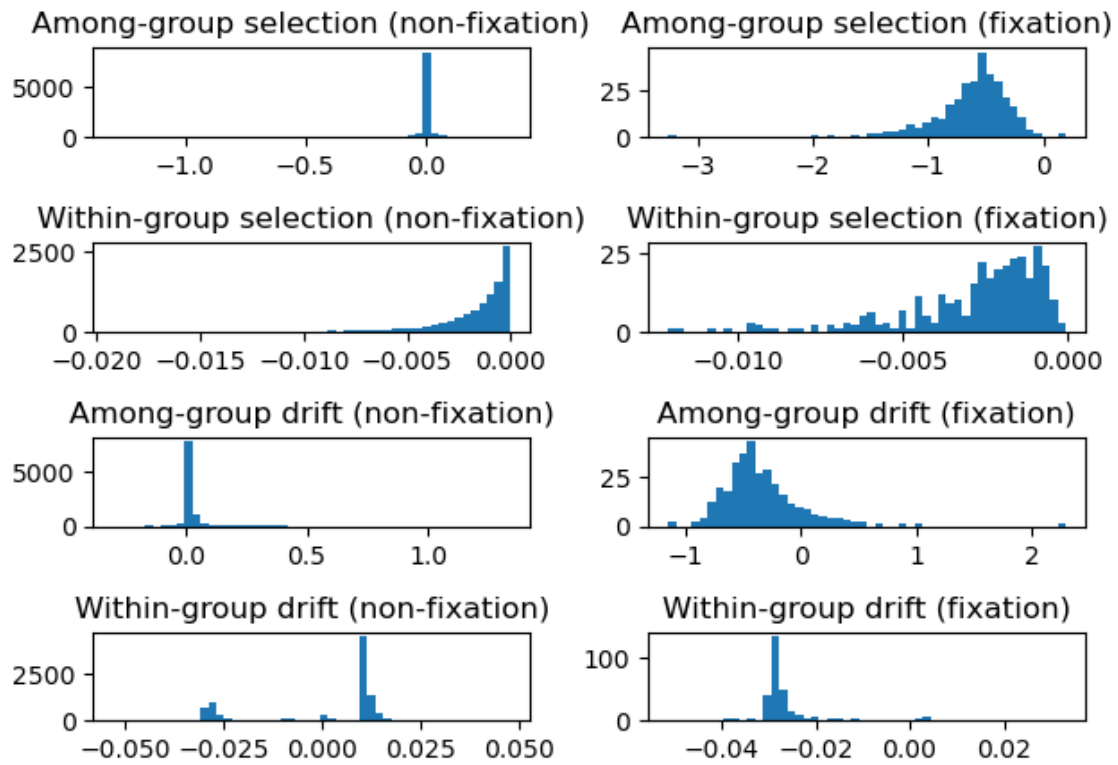 Among-group selection (non-fixation)
5000
0
−1.0 −0.5 0.0
Among-group selection (fixation)
25
0
−3 −2 −1 0
Within-group selection (non-fixation)
2500
0
−0.020 −0.015 −0.010 −0.005 0.000
Within-group selection (fixation)
25
0
−0.010 −0.005 0.000
Among-group drift (non-fixation)
5000
0
0.0 0.5 1.0
Among-group drift (fixation)
25
0
−1 0 1 2
Within-group drift (non-fixation)
2500
0
−0.050 −0.025 0.000 0.025 0.050
Within-group drift (fixation)
100
0
−0.04 −0.02 0.00 0.02